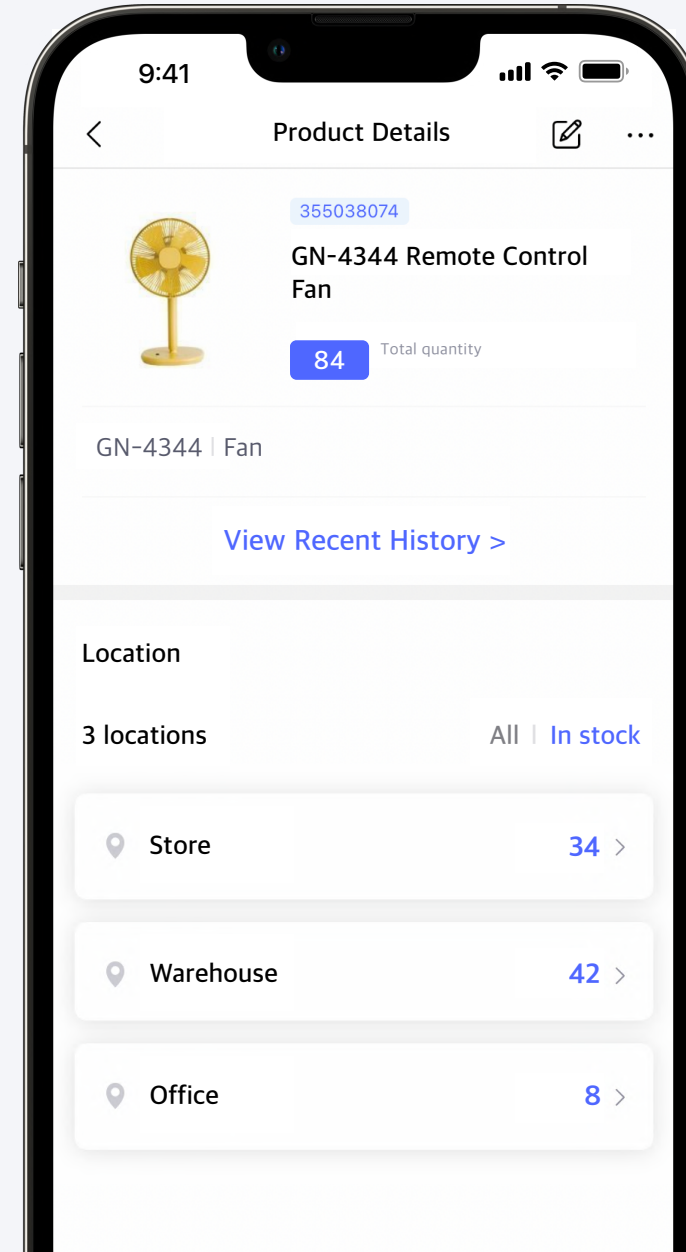 9:41
Product Details
355038074
GN-4344 Remote Control
Fan
84 Total quantity
GN-4344 | Fan
View Recent History >
Location
3 locations All | In stock
Store 34 >
Warehouse 42 >
Office 8 >